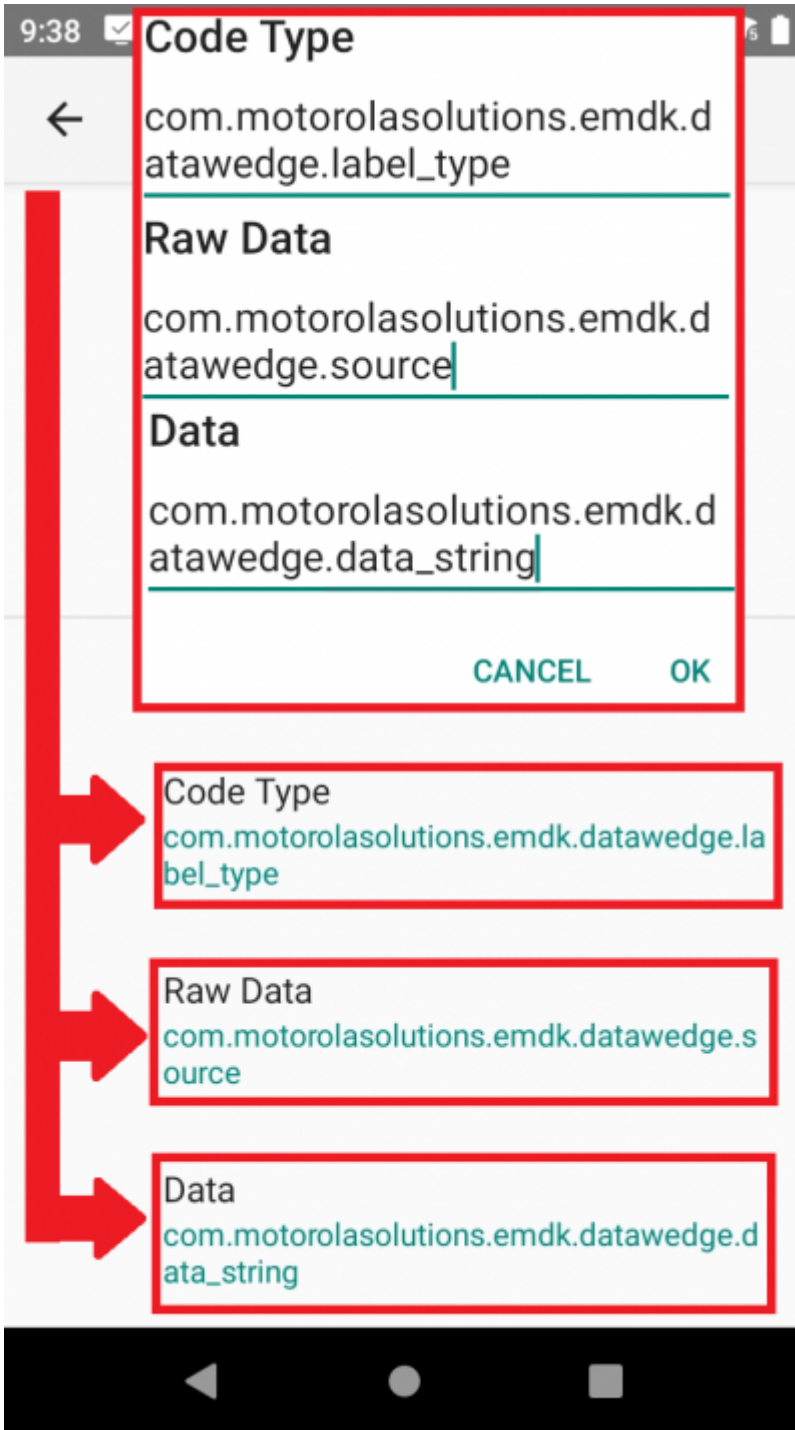 9:38
Code Type
com.motorolasolutions.emdk.d
atawedge.label_type
Raw Data
com.motorolasolutions.emdk.d
atawedge.source
Data
com.motorolasolutions.emdk.d
atawedge.data_string
CANCEL OK
Code Type
com.motorolasolutions.emdk.datawedge.la
bel_type
Raw Data
com.motorolasolutions.emdk.datawedge.s
ource
Data
com.motorolasolutions.emdk.datawedge.d
ata_string